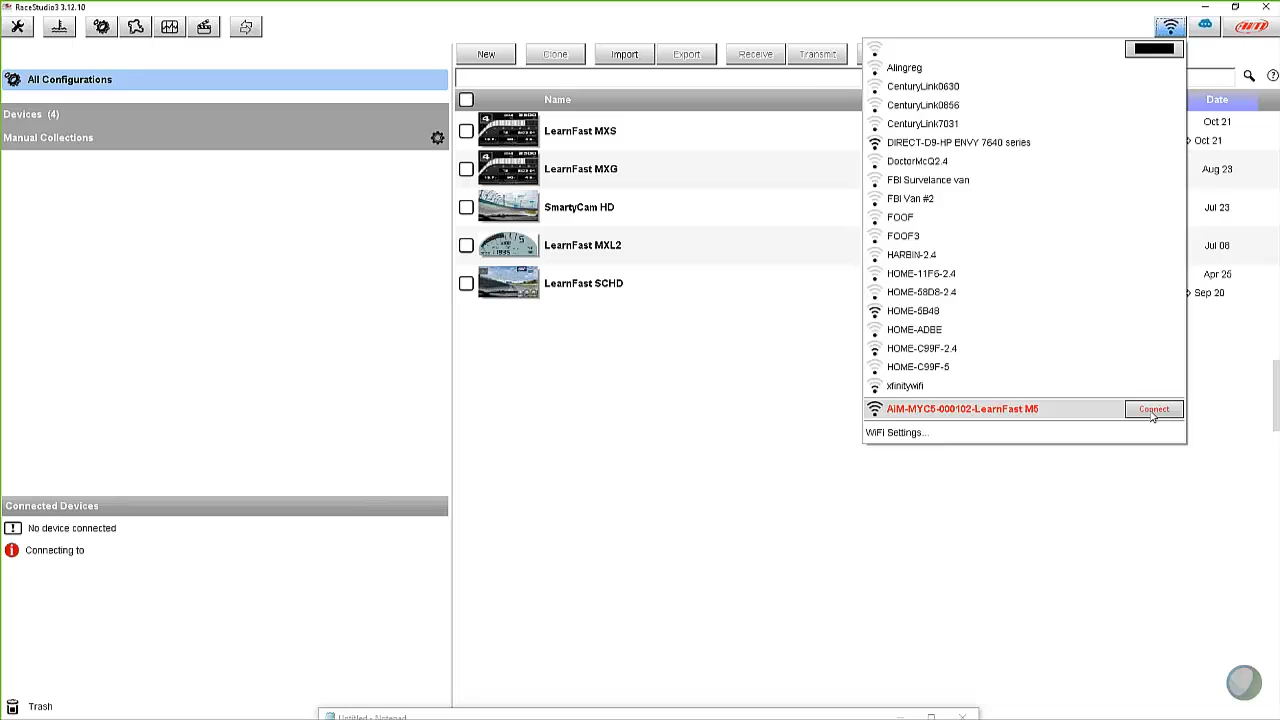 RaceStudio3 3.12.10
New
Clone
Import
Export
Receive
Transmit
All Configurations
Devices (4)
Manual Collections
Name
Date
LearnFast MXS
Oct 21
Oct 21
LearnFast MXG
Aug 23
SmartyCam HD
Jul 23
LearnFast MXL2
Jul 08
LearnFast SCHD
Apr 25
Sep 20
Alingreg
CenturyLink0630
CenturyLink0856
CenturyLink7031
DIRECT-D9-HP ENVY 7640 series
DoctorMcQ2.4
FBI Survelance van
FBI Van #2
FOOF
FOOF3
HARBIN-2.4
HOME-11F6-2.4
HOME-58D8-2.4
HOME-5B48
HOME-ADBE
HOME-C99F-2.4
HOME-C99F-5
xfinitywifi
AiM-MYC5-000102-LearnFast M5
Connect
WiFi Settings...
Connected Devices
No device connected
Connecting to
Trash
Untitled - Notepad